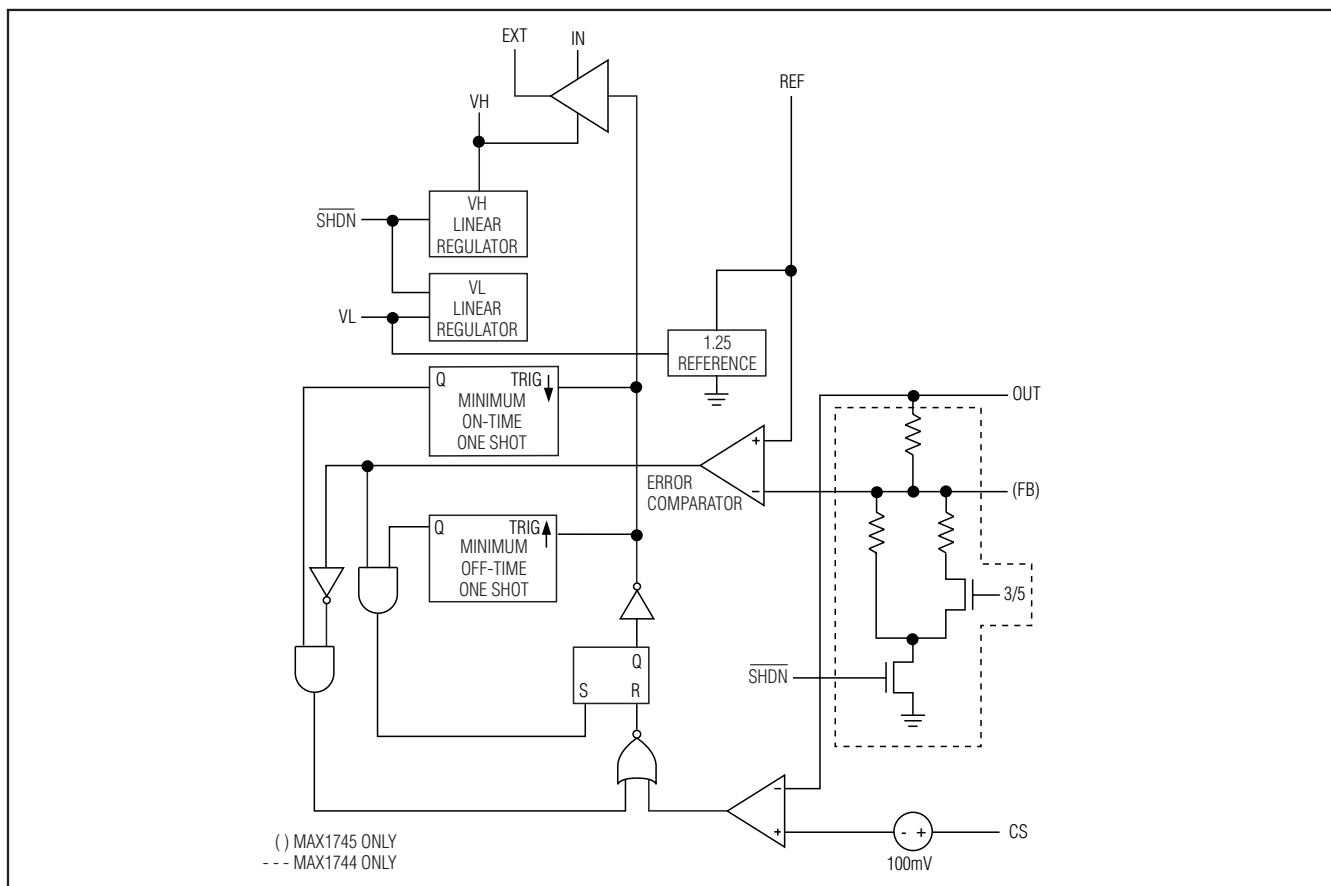 EXT
IN
REF
VH
VH
LINEAR
REGULATOR
SHDN
VL
LINEAR
REGULATOR
VL
1.25
REFERENCE
Q TRIG
MINIMUM
ON-TIME
ONE SHOT
OUT
+
-
ERROR
COMPARATOR
(FB)
Q TRIG
MINIMUM
OFF-TIME
ONE SHOT
3/5
Q
S R
SHDN
-
+
- +
CS
100mV
( ) MAX1745 ONLY
- - - MAX1744 ONLY